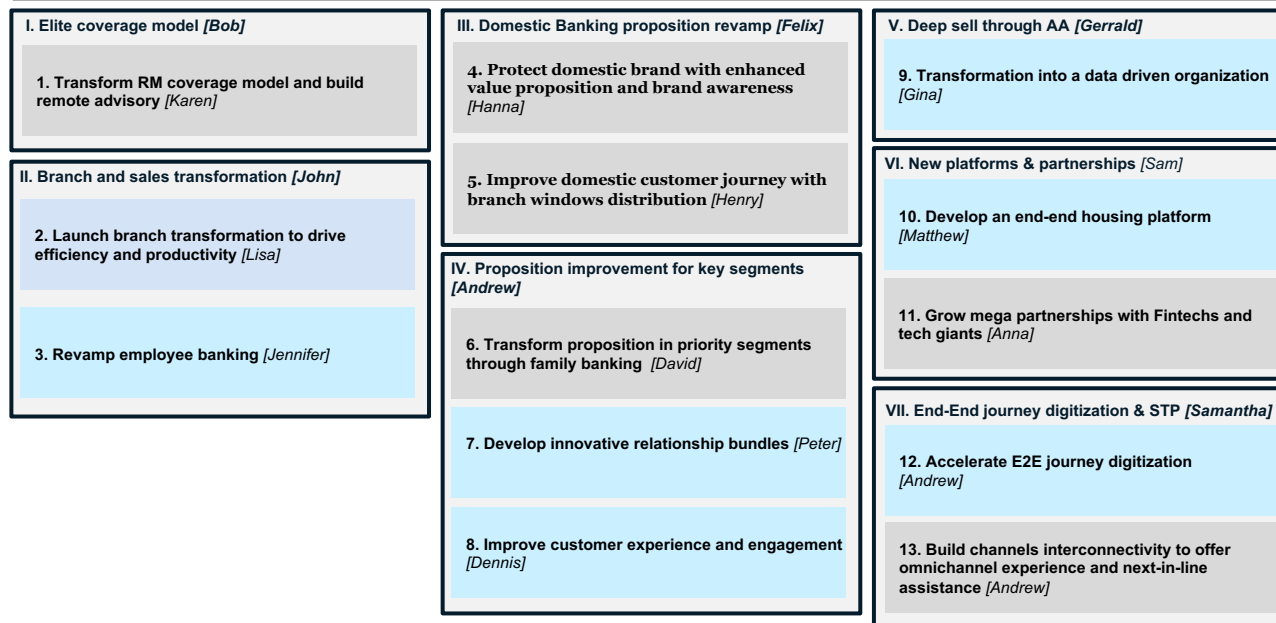 I. Elite coverage model [Bob]
1. Transform RM coverage model and build
remote advisory [Karen]
II. Branch and sales transformation [John]
2. Launch branch transformation to drive
efficiency and productivity [Lisa]
3. Revamp employee banking [Jennifer]
III. Domestic Banking proposition revamp [Felix]
4. Protect domestic brand with enhanced
value proposition and brand awareness
[Hanna]
5. Improve domestic customer journey with
branch windows distribution [Henry]
IV. Proposition improvement for key segments
[Andrew]
6. Transform proposition in priority segments
through family banking [David]
7. Develop innovative relationship bundles [Peter]
8. Improve customer experience and engagement
[Dennis]
V. Deep sell through AA [Gerrald]
9. Transformation into a data driven organization
[Gina]
VI. New platforms & partnerships [Sam]
10. Develop an end-end housing platform
[Matthew]
11. Grow mega partnerships with Fintechs and
tech giants [Anna]
VII. End-End journey digitization & STP [Samantha]
12. Accelerate E2E journey digitization
[Andrew]
13. Build channels interconnectivity to offer
omnichannel experience and next-in-line
assistance [Andrew]